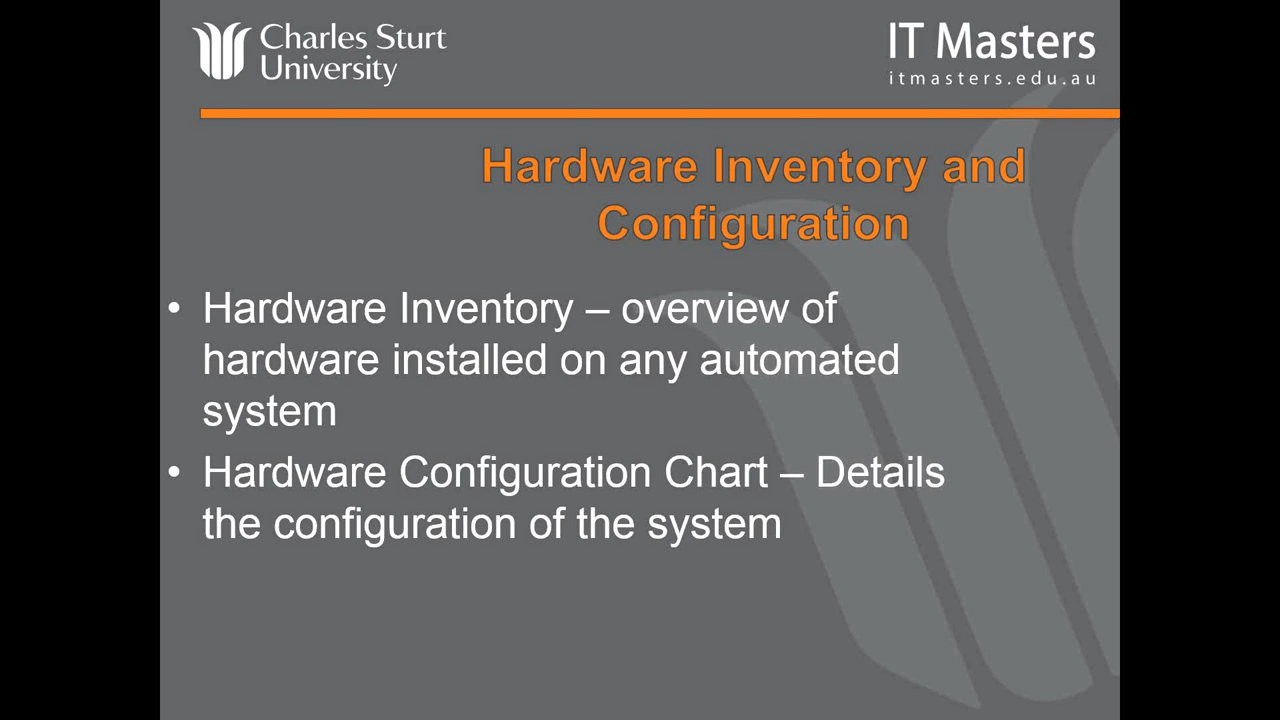 Charles Sturt
University
IT Masters
itmasters.edu.au
Hardware Inventory and
Configuration
• Hardware Inventory – overview of
hardware installed on any automated
system
• Hardware Configuration Chart – Details
the configuration of the system